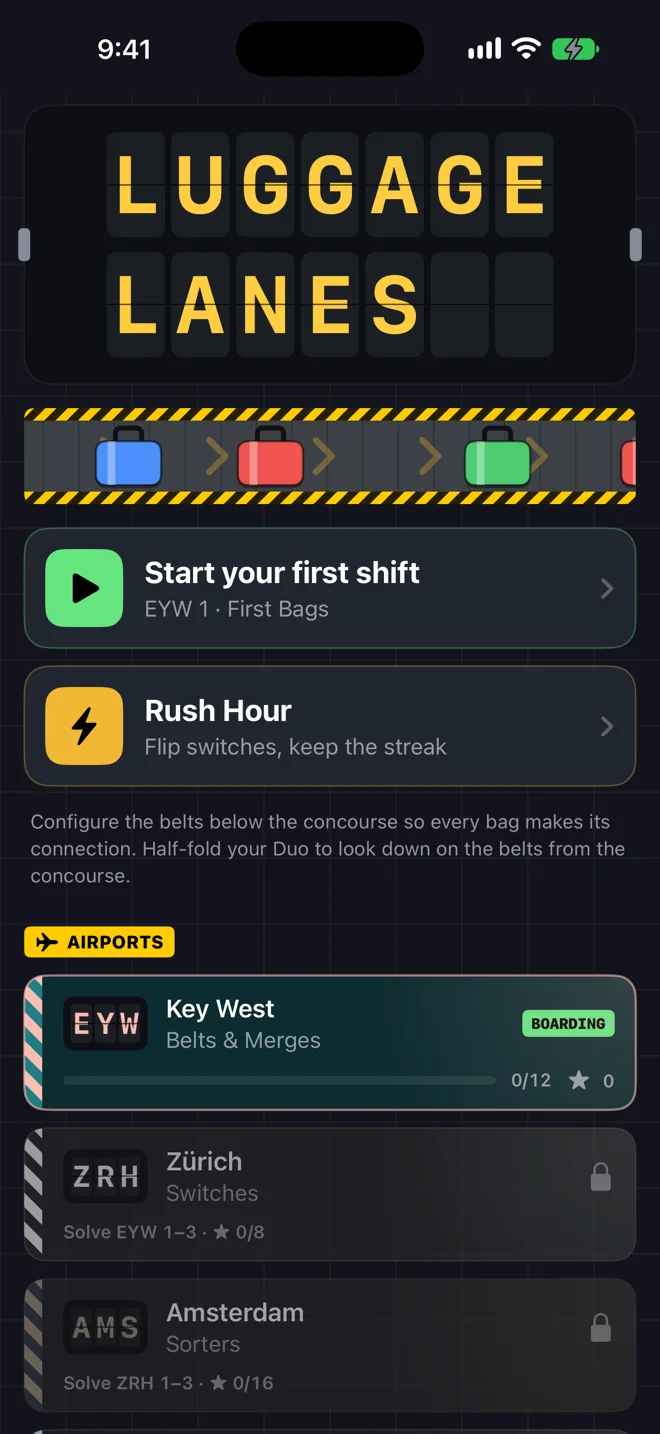 9:41
LUGGAGE
LANES
Start your first shift
EYW 1 · First Bags
Rush Hour
Flip switches, keep the streak
Configure the belts below the concourse so every bag makes its
connection. Half-fold your Duo to look down on the belts from the
concourse.
AIRPORTS
EYW
Key West
BOARDING
Belts & Merges
0/12 ★ 0
ZRH
Zürich
Switches
Solve EYW 1–3 · ★ 0/8
AMS
Amsterdam
Sorters
Solve ZRH 1–3 · ★ 0/16